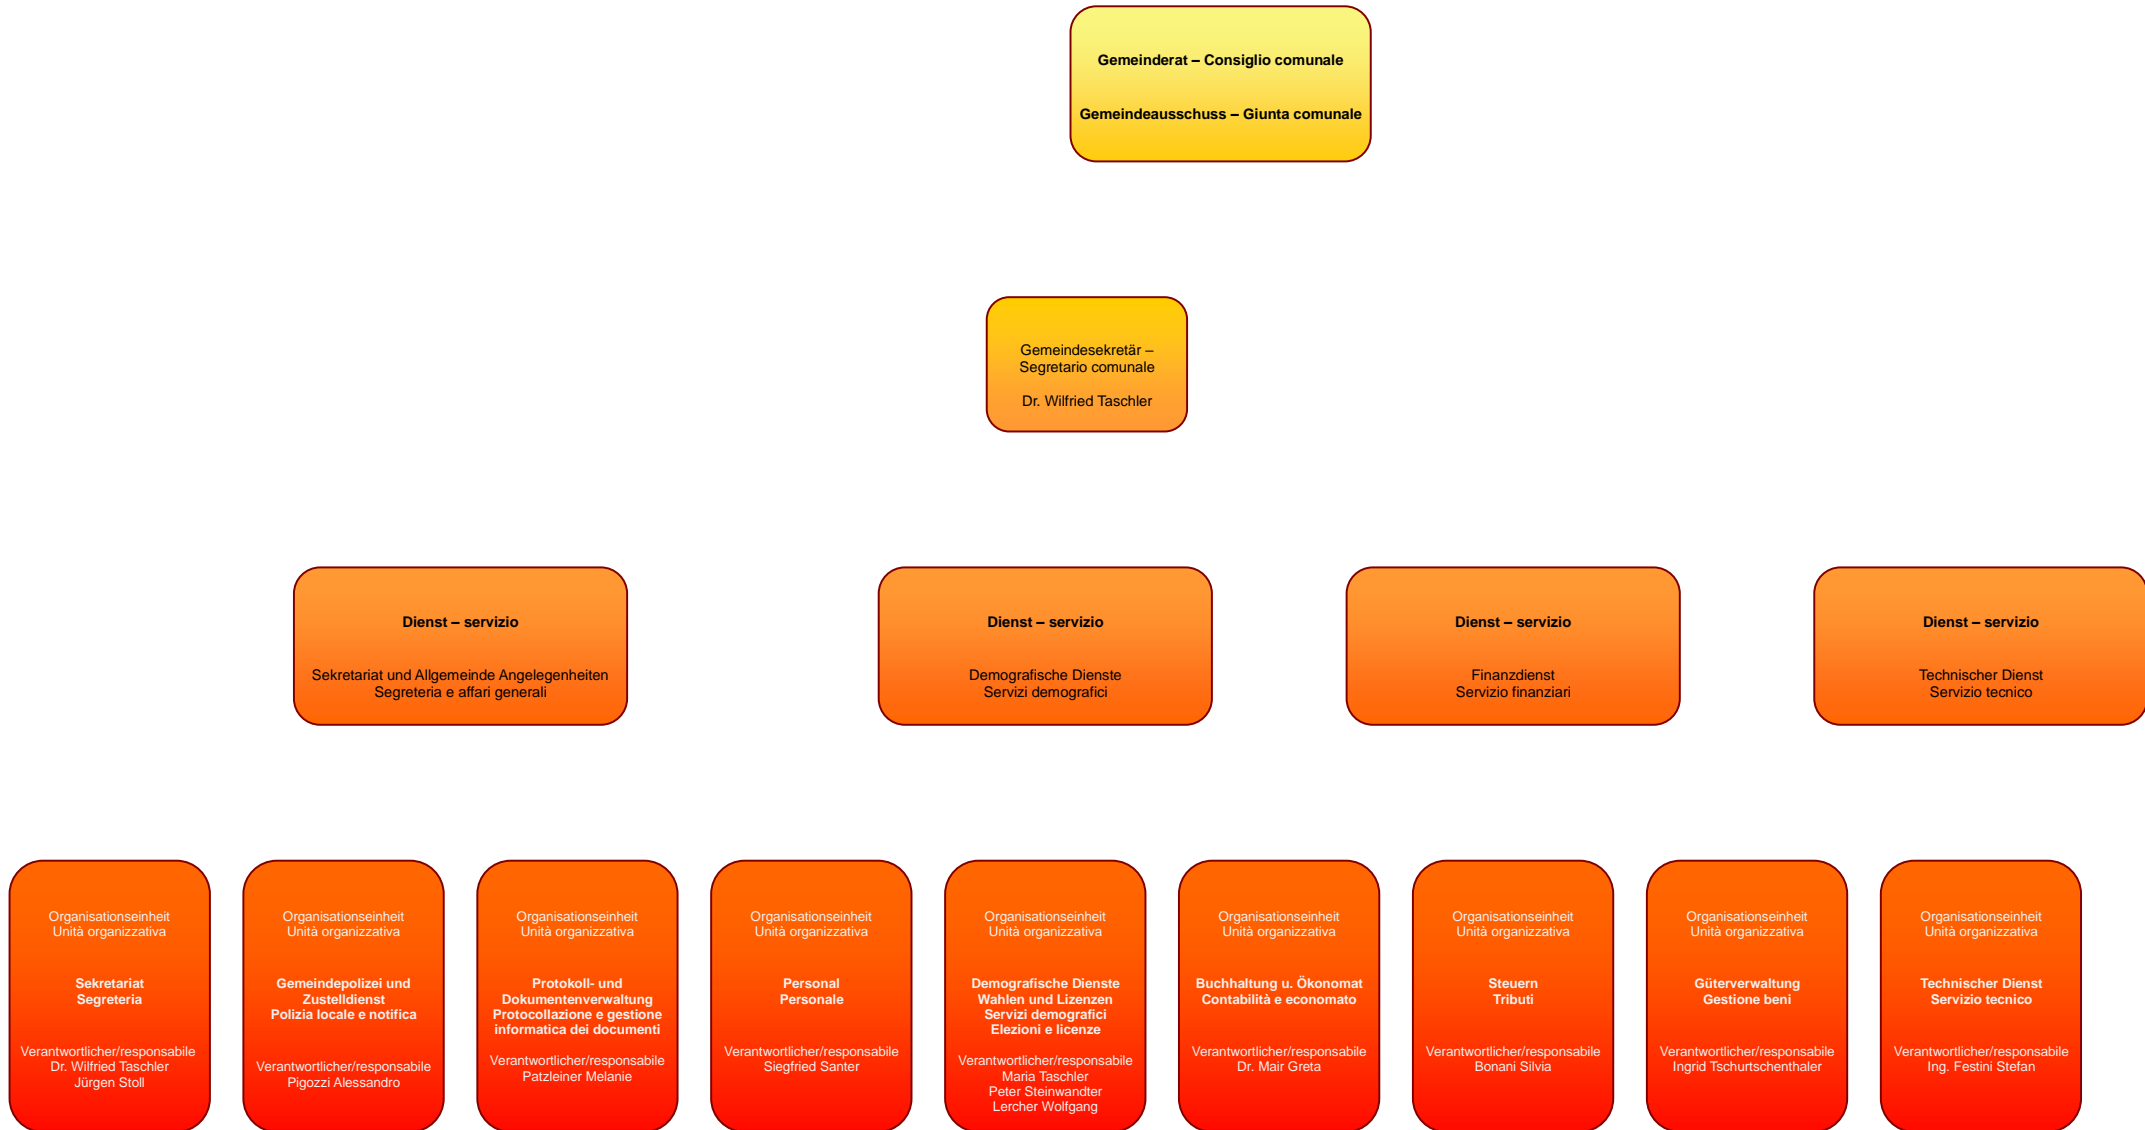 Gemeinderat – Consiglio comunale
Gemeindeausschuss – Giunta comunale
Gemeindesekretär –
Segretario comunale
Dr. Wilfried Taschler
Dienst – servizio
Sekretariat und Allgemeinde Angelegenheiten
Segreteria e affari generali
Dienst – servizio
Demografische Dienste
Servizi demografici
Dienst – servizio
Finanzdienst
Servizio finanziari
Dienst – servizio
Technischer Dienst
Servizio tecnico
Organisationseinheit
Unità organizzativa
Sekretariat
Segreteria
Verantwortlicher/responsabile
Dr. Wilfried Taschler
Jürgen Stoll
Organisationseinheit
Unità organizzativa
Gemeindepolizei und
Zustelldienst
Polizia locale e notifica
Verantwortlicher/responsabile
Pigozzi Alessandro
Organisationseinheit
Unità organizzativa
Protokoll- und
Dokumentenverwaltung
Protocollazione e gestione
informatica dei documenti
Verantwortlicher/responsabile
Patzleiner Melanie
Organisationseinheit
Unità organizzativa
Personal
Personale
Verantwortlicher/responsabile
Siegfried Santer
Organisationseinheit
Unità organizzativa
Demografische Dienste
Wahlen und Lizenzen
Servizi demografici
Elezioni e licenze
Verantwortlicher/responsabile
Maria Taschler
Peter Steinwandter
Lercher Wolfgang
Organisationseinheit
Unità organizzativa
Buchhaltung u. Ökonomat
Contabilità e economato
Verantwortlicher/responsabile
Dr. Mair Greta
Organisationseinheit
Unità organizzativa
Steuern
Tributi
Verantwortlicher/responsabile
Bonani Silvia
Organisationseinheit
Unità organizzativa
Güterverwaltung
Gestione beni
Verantwortlicher/responsabile
Ingrid Tschurtschenthaler
Organisationseinheit
Unità organizzativa
Technischer Dienst
Servizio tecnico
Verantwortlicher/responsabile
Ing. Festini Stefan